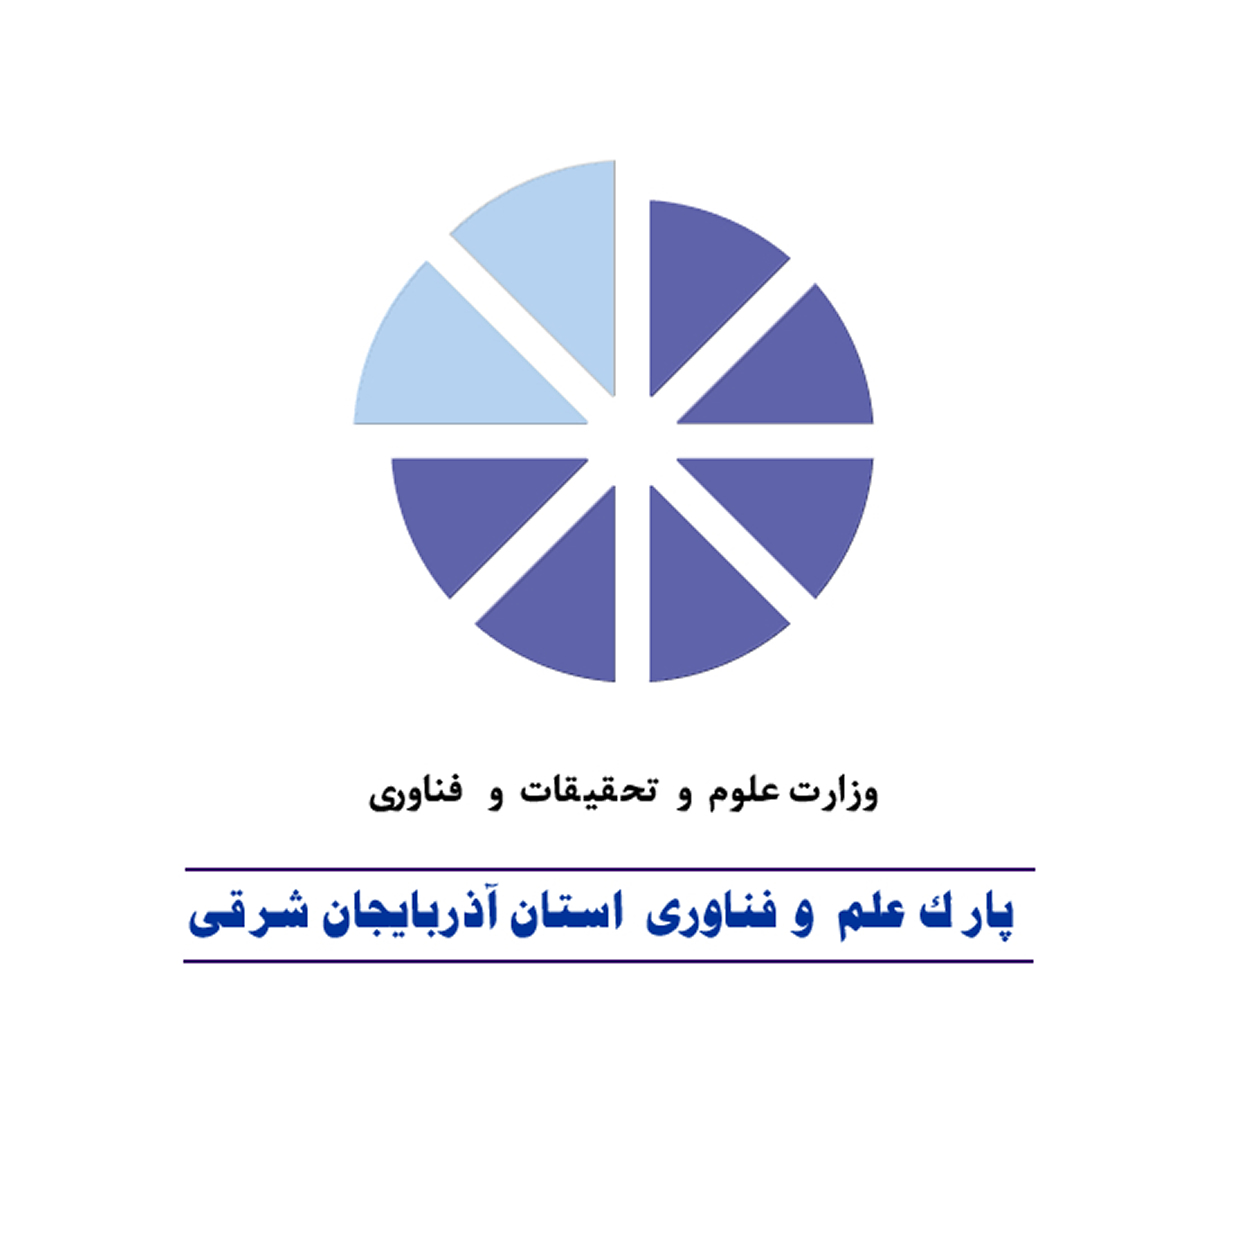 وزارت علوم و تحقیقات و فناوری
پارك علم و فناوری استان آذربایجان شرقی